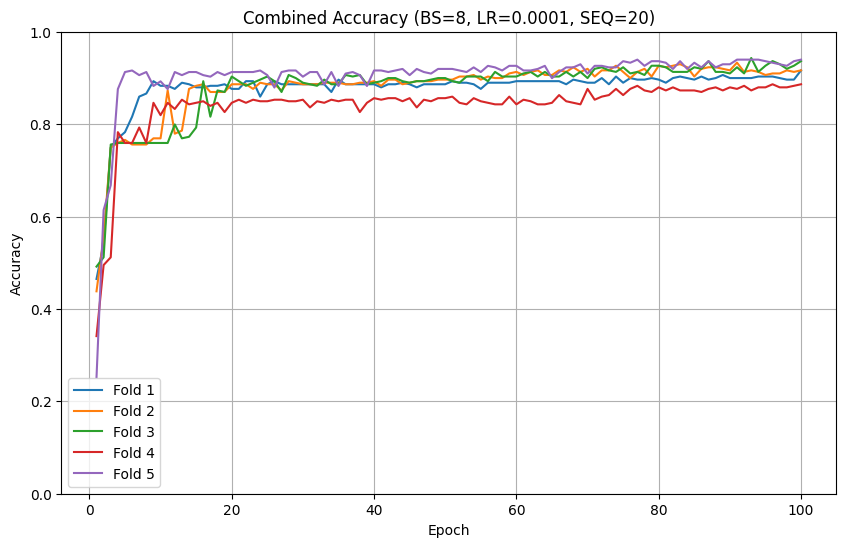 Combined Accuracy (BS=8, LR=0.0001, SEQ=20)
1.0
0.8
0.6
0.4
0.2
0.0
Accuracy
Fold 1
Fold 2
Fold 3
Fold 4
Fold 5
0 20 40 60 80 100
Epoch